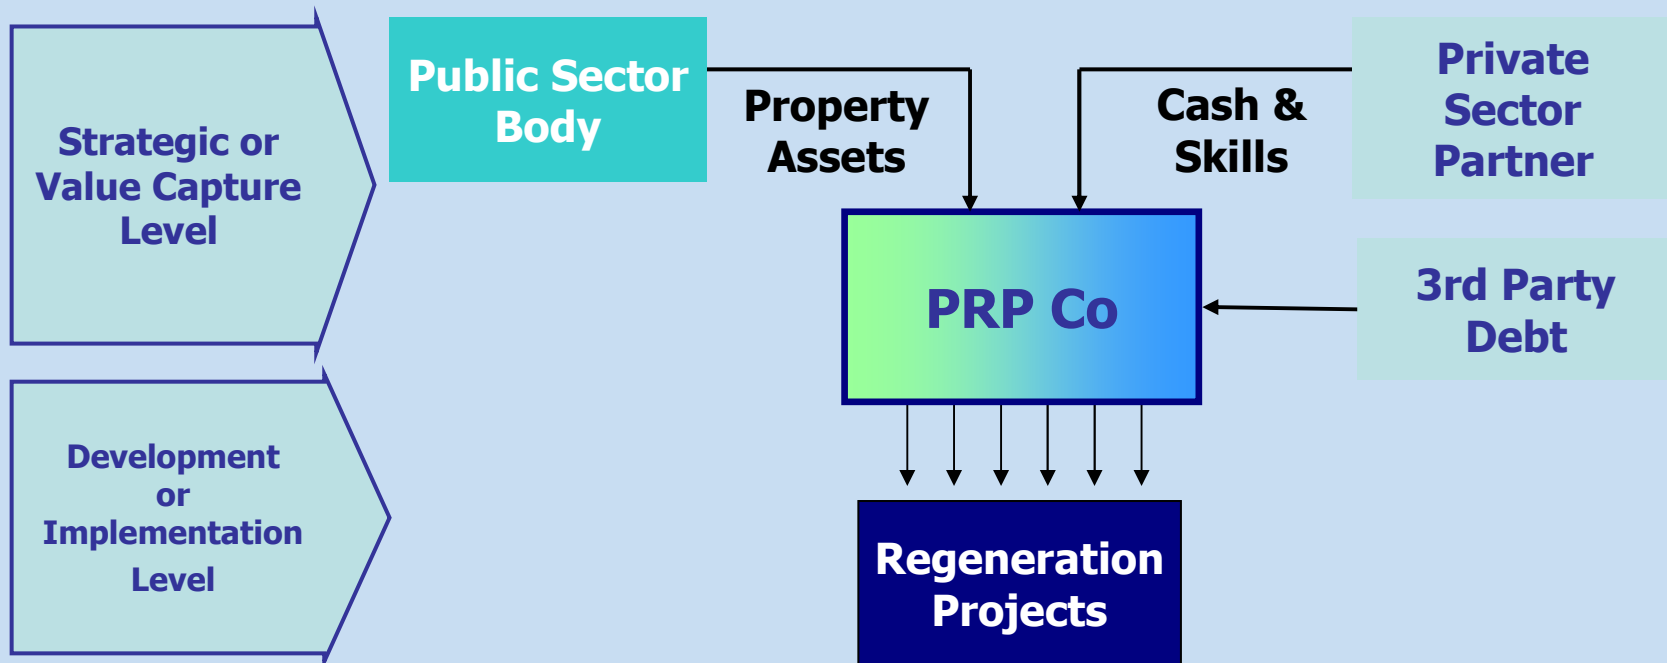 Strategic or
Value Capture
Level
Public Sector
Body
Property
Assets
Cash &
Skills
Private
Sector
Partner
PRP Co
3rd Party
Debt
Development
or
Implementation
Level
Regeneration
Projects